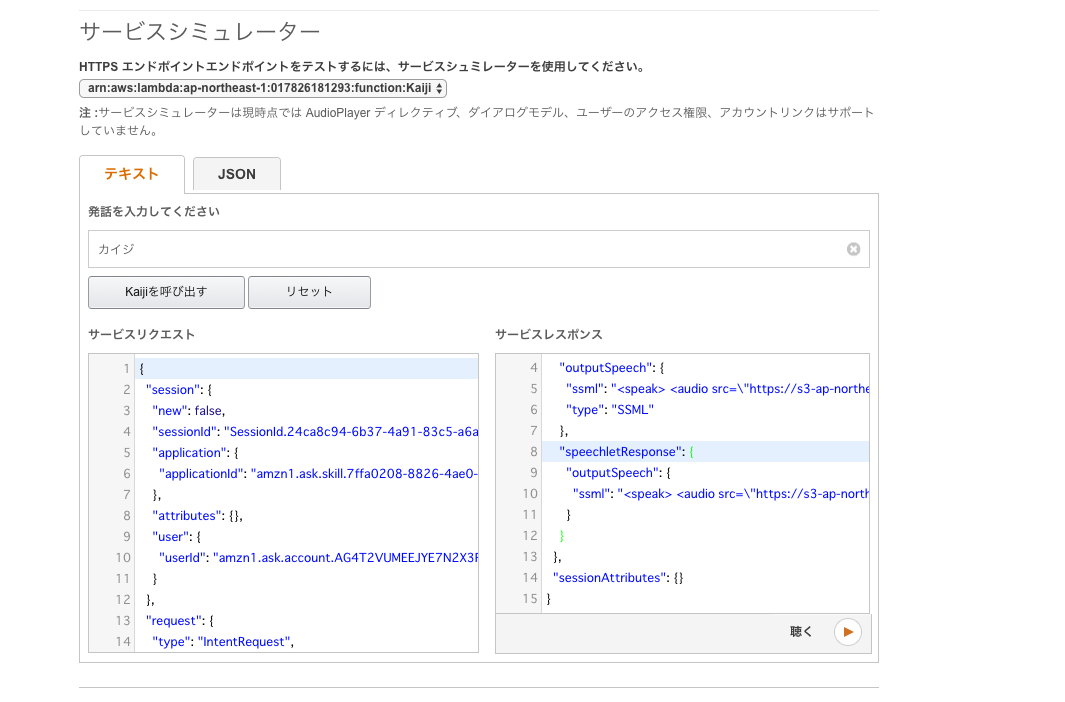 サービスシミュレーター
HTTPS エンドポイントエンドポイントをテストするには、サービスシュミレーターを使用してください。
arn:aws:lambda:ap-northeast-1:017826181293:function:Kaiji
注 :サービスシミュレーターは現時点では AudioPlayer ディレクティブ、ダイアログモデル、ユーザーのアクセス権限、アカウントリンクはサポート
していません。
テキスト
JSON
発話を入力してください
カイジ
Kaijiを呼び出す
リセット
サービスリクエスト
1 {
2 "session": {
3 "new": false,
4 "sessionId": "SessionId.24ca8c94-6b37-4a91-83c5-a6a
5 "application": {
6 "applicationId": "amzn1.ask.skill.7ffa0208-8826-4ae0-
7 },
8 "attributes": {},
9 "user": {
10 "userId": "amzn1.ask.account.AG4T2VUMEEJYE7N2X3F
11 }
12 },
13 "request": {
14 "type": "IntentRequest",
サービスレスポンス
4 "outputSpeech": {
5 "ssml": "<speak> <audio src=\"https://s3-ap-northe
6 "type": "SSML"
7 },
8 "speechletResponse": {
9 "outputSpeech": {
10 "ssml": "<speak> <audio src=\"https://s3-ap-north
11 }
12 }
13 },
14 "sessionAttributes": {}
15 }
聴く